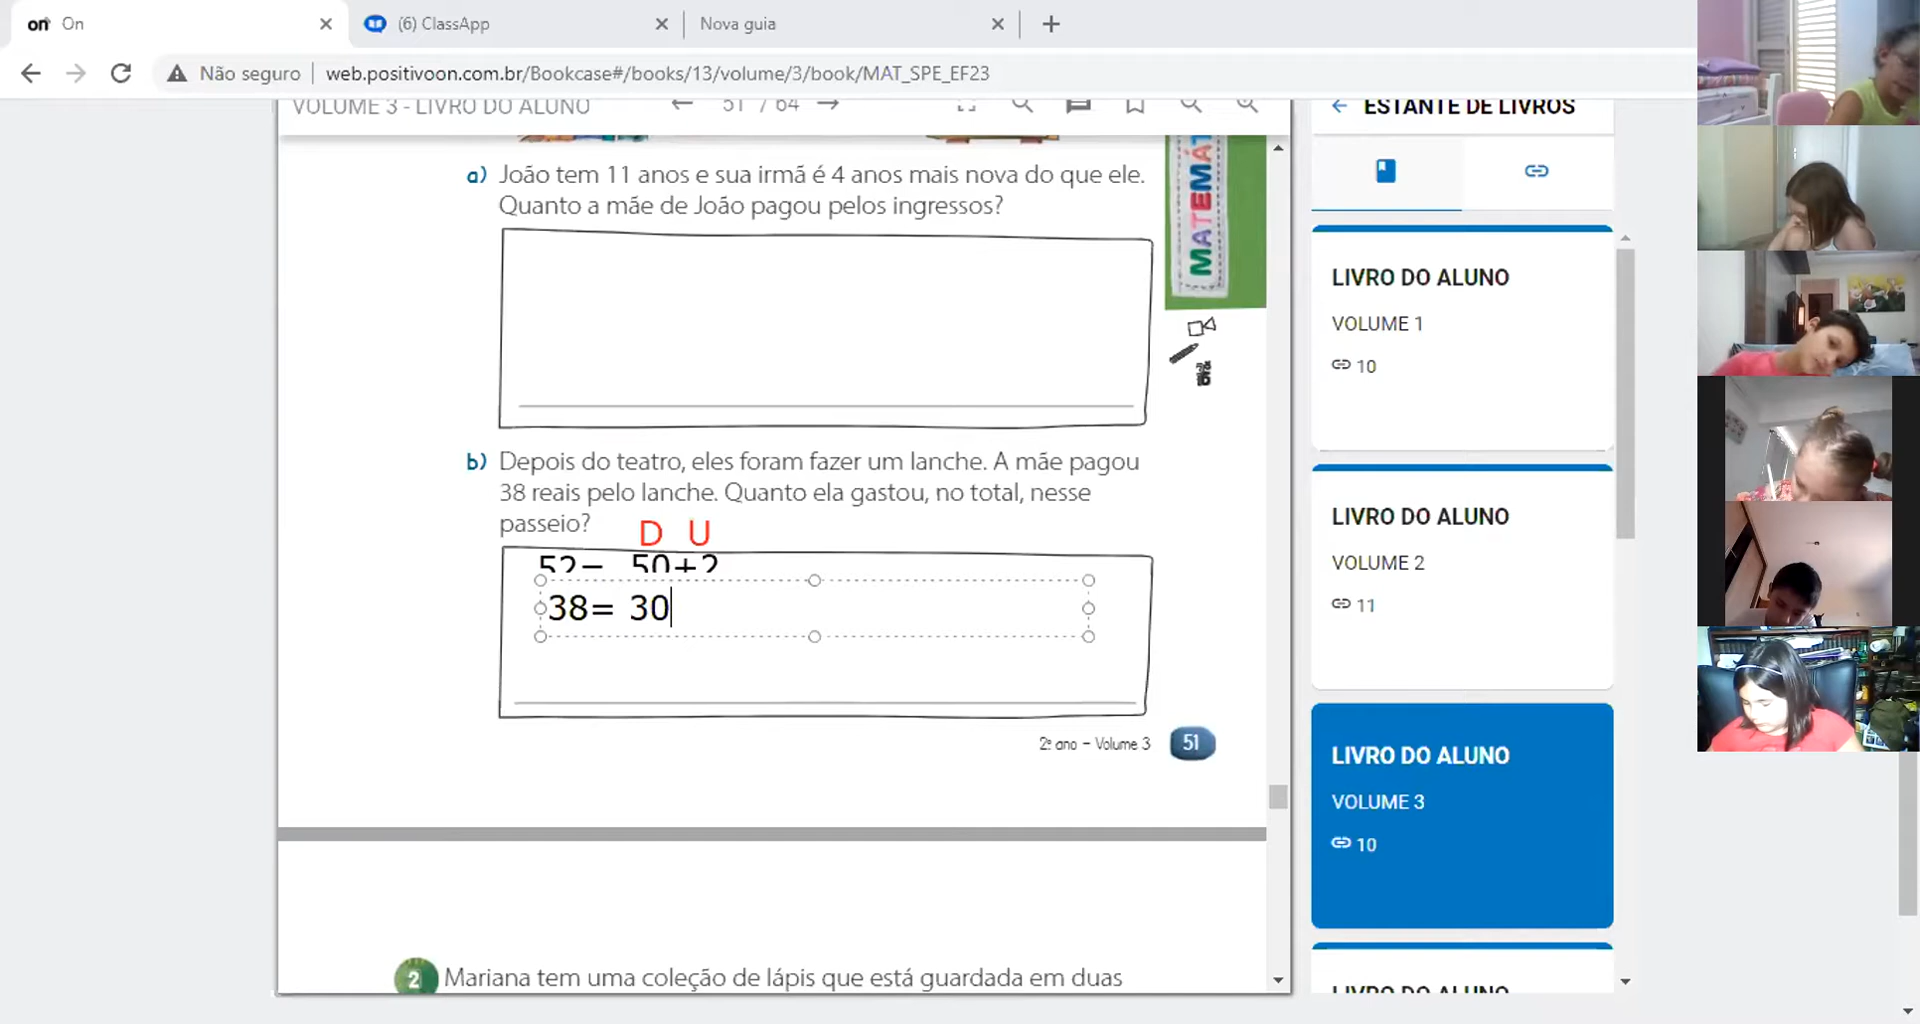 on On
(6) ClassApp
Nova guia
Não seguro
web.positivoon.com.br/Bookcase#/books/13/volume/3/book/MAT_SPE_EF23
VOLUME 3 - LIVRO DO ALUNO
51 / 64
MATEMÁT
a) João tem 11 anos e sua irmã é 4 anos mais nova do que ele.
Quanto a mãe de João pagou pelos ingressos?
b) Depois do teatro, eles foram fazer um lanche. A mãe pagou
38 reais pelo lanche. Quanto ela gastou, no total, nesse
passeio?
D U
52= 50+2
38= 30
2º ano – Volume 3
51
2 Mariana tem uma coleção de lápis que está guardada em duas
ESTANTE DE LIVROS
LIVRO DO ALUNO
VOLUME 1
10
LIVRO DO ALUNO
VOLUME 2
11
LIVRO DO ALUNO
VOLUME 3
10
LIVRO DO ALUNO